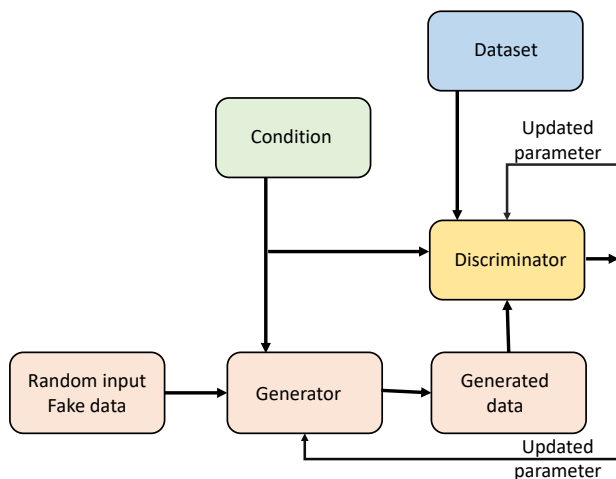 Dataset
Updated
parameter
Condition
Discriminator
Random input
Fake data
Generator
Generated
data
Updated
parameter